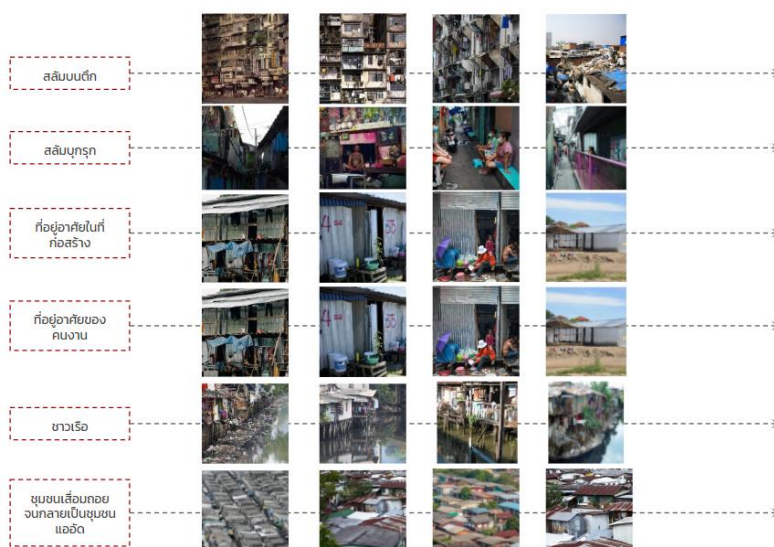 สลัมบนตึก
สลัมบุกรุก
ที่อยู่อาศัยในที่
ก่อสร้าง
ที่อยู่อาศัยของ
คนงาน
ชาวเรือ
ชุมชนเสื่อมถอย
จนกลายเป็นชุมชน
แออัด